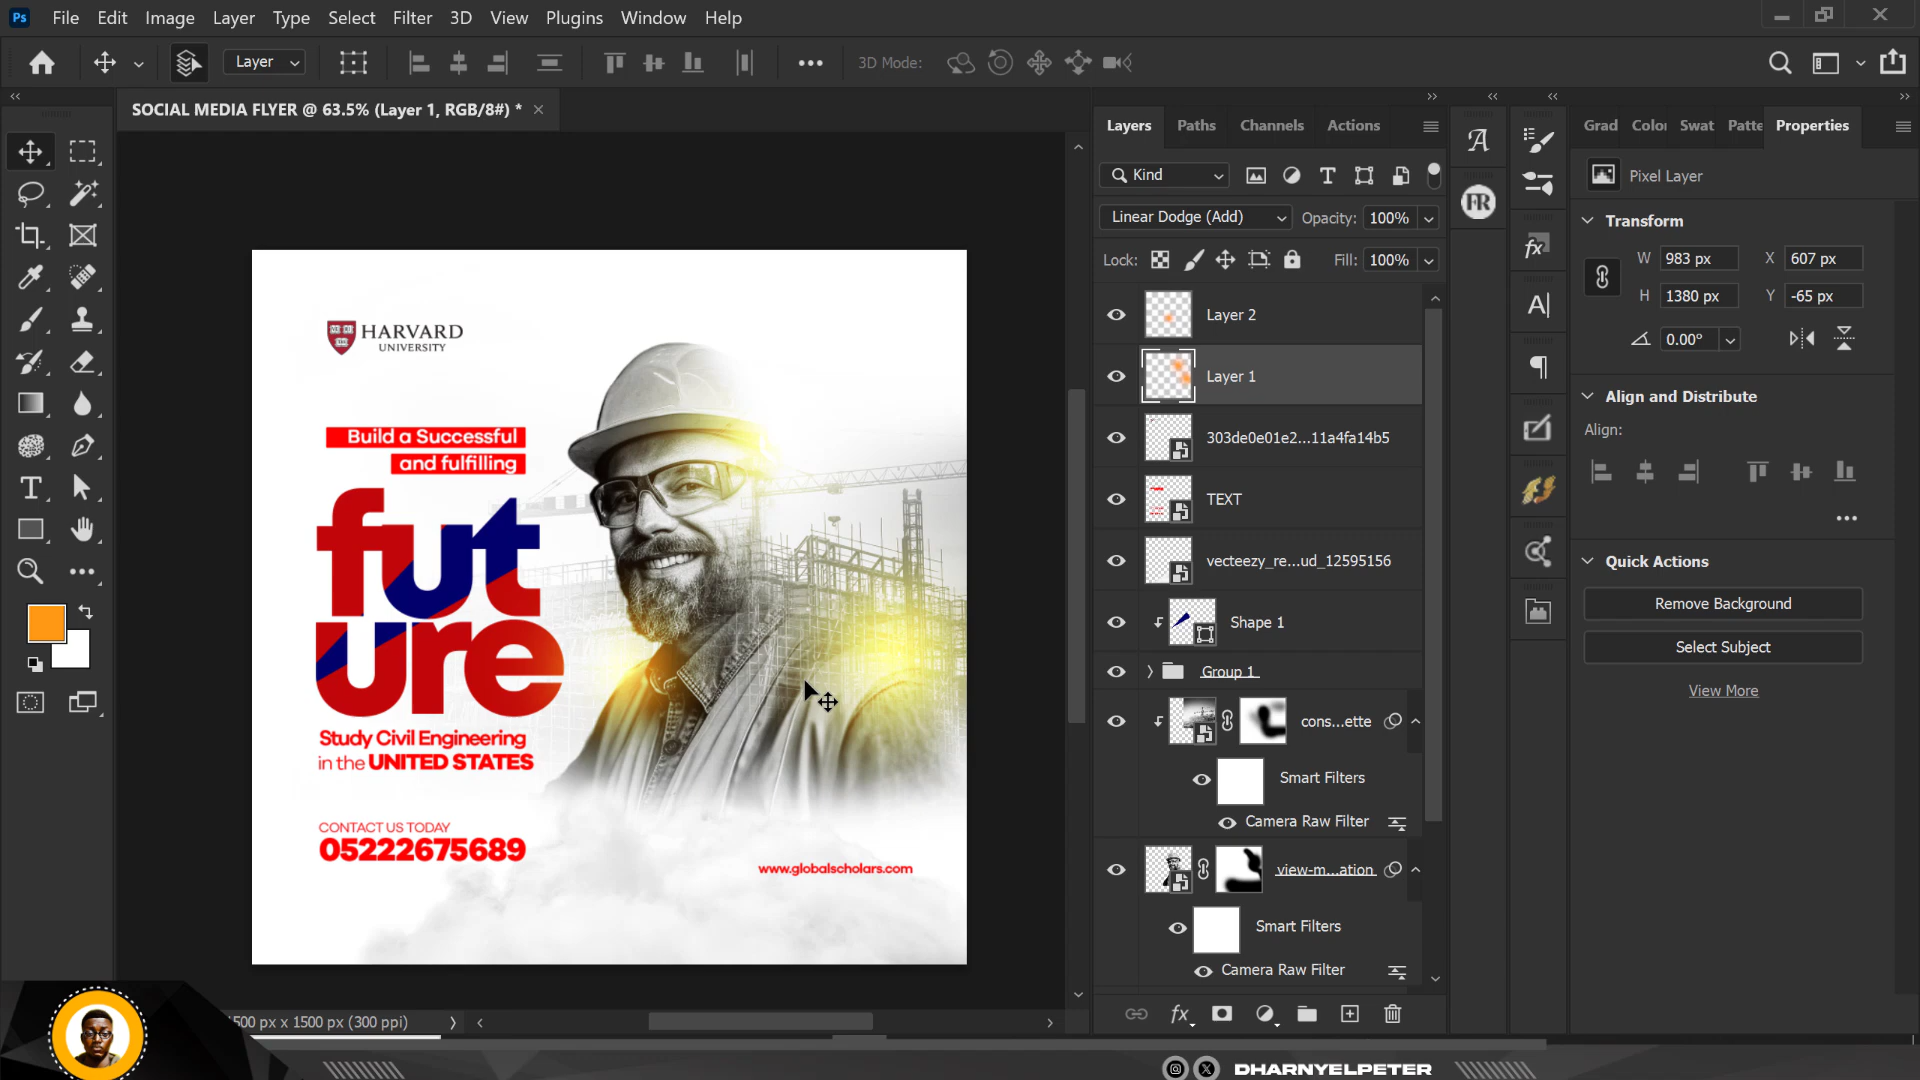 Ps File Edit Image Layer Type Select Filter 3D View Plugins Window Help
Layer 3D Mode:
SOCIAL MEDIA FLYER @ 63.5% (Layer 1, RGB/8#) *
HARVARD
UNIVERSITY
Build a Successful
and fulfilling
fut
ure
Study Civil Engineering
in the UNITED STATES
CONTACT US TODAY
05222675689
www.globalscholars.com
500 px x 1500 px (300 ppi)
Layers Paths Channels Actions
Kind
Linear Dodge (Add) Opacity: 100%
Lock: Fill: 100%
Layer 2
Layer 1
303de0e01e2...11a4fa14b5
TEXT
vecteezy_re...ud_12595156
Shape 1
Group 1
cons...ette
Smart Filters
Camera Raw Filter
view-m...ation
Smart Filters
Camera Raw Filter
fx
FR
Grad Color Swat Patte Properties
Pixel Layer
Transform
W 983 px X 607 px
H 1380 px Y -65 px
0.00°
Align and Distribute
Align:
Quick Actions
Remove Background
Select Subject
View More
DHARNYELPETER